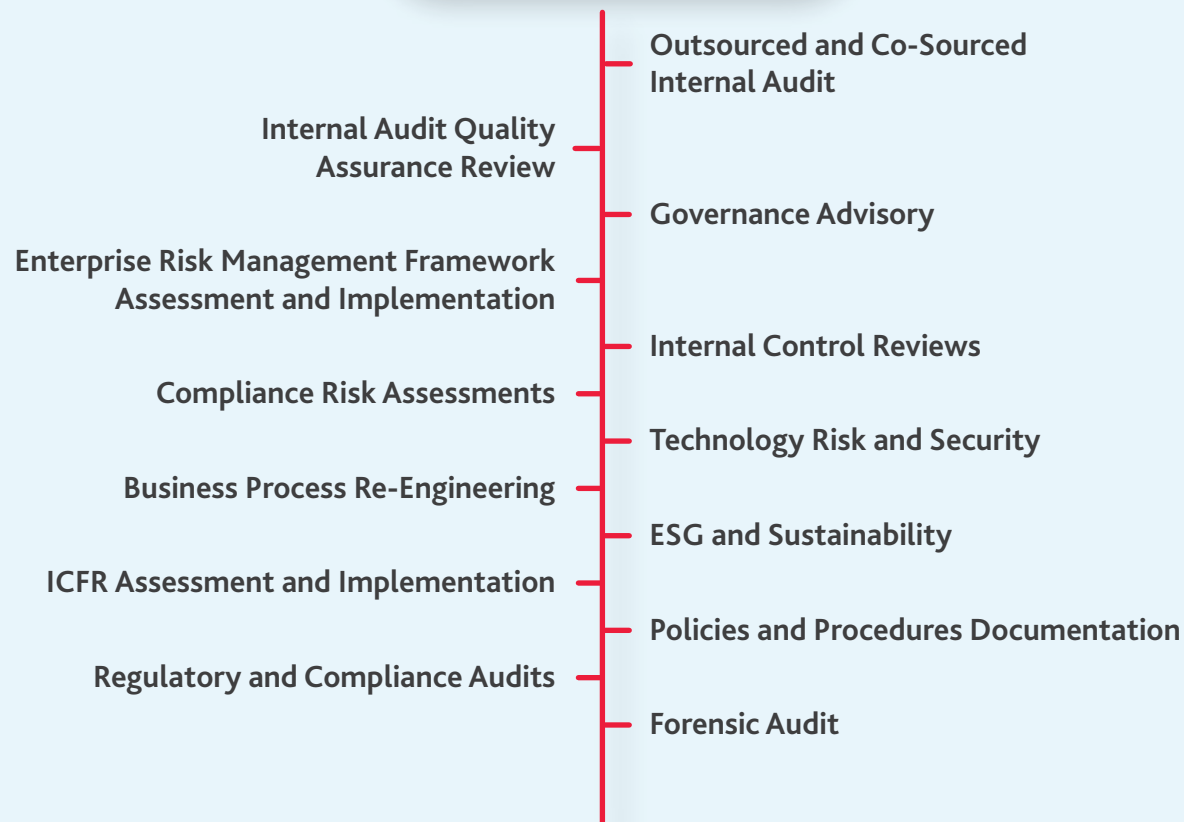 Outsourced and Co-Sourced
Internal Audit
Internal Audit Quality
Assurance Review
Governance Advisory
Enterprise Risk Management Framework
Assessment and Implementation
Internal Control Reviews
Compliance Risk Assessments
Technology Risk and Security
Business Process Re-Engineering
ESG and Sustainability
ICFR Assessment and Implementation
Policies and Procedures Documentation
Regulatory and Compliance Audits
Forensic Audit